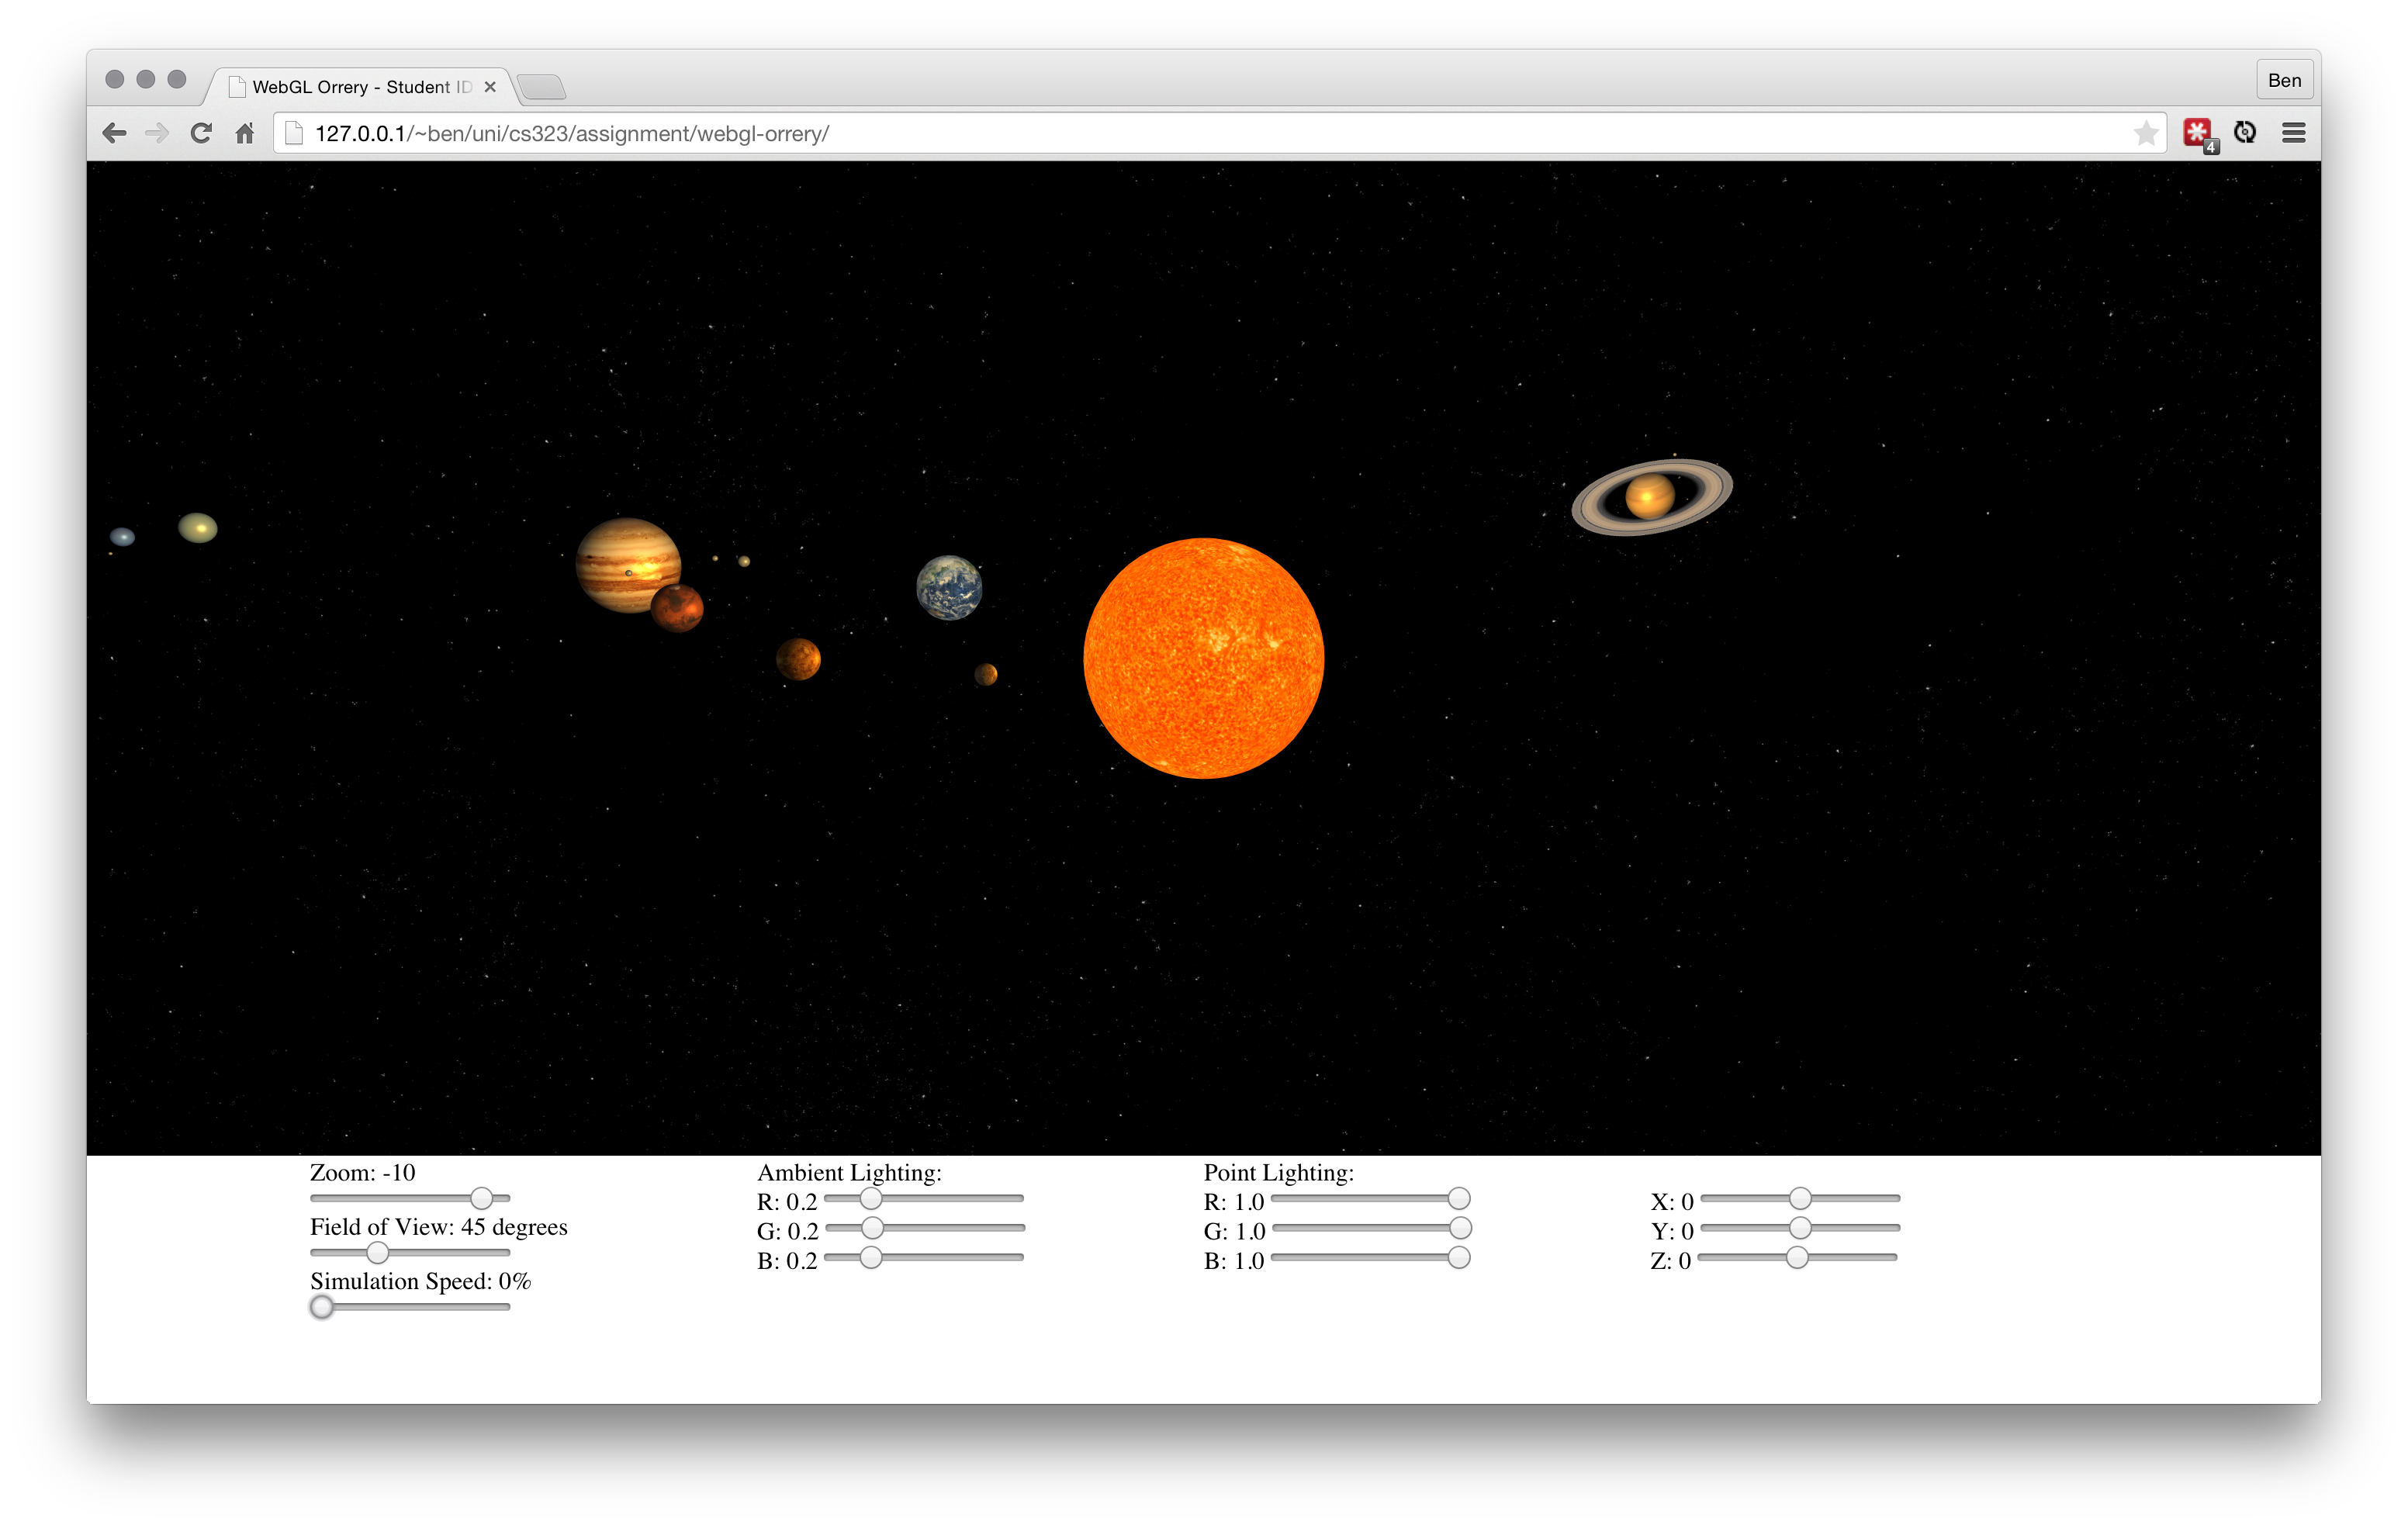 WebGL Orrery - Student ID
Ben
127.0.0.1/~ben/uni/cs323/assignment/webgl-orrery/
4
Zoom: -10
Field of View: 45 degrees
Simulation Speed: 0%
Ambient Lighting:
R: 0.2
G: 0.2
B: 0.2
Point Lighting:
R: 1.0
G: 1.0
B: 1.0
X: 0
Y: 0
Z: 0